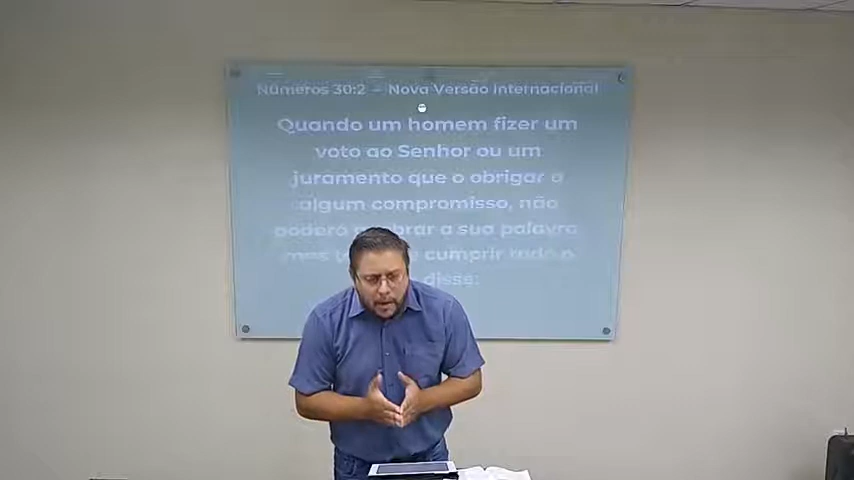 Números 30:2 - Nova Versão Internacional
Quando um homem fizer um
voto ao Senhor ou um
juramento que o obrigar a
algum compromisso, não
poderá quebrar a sua palavra
mas cumprir tudo o
disse.